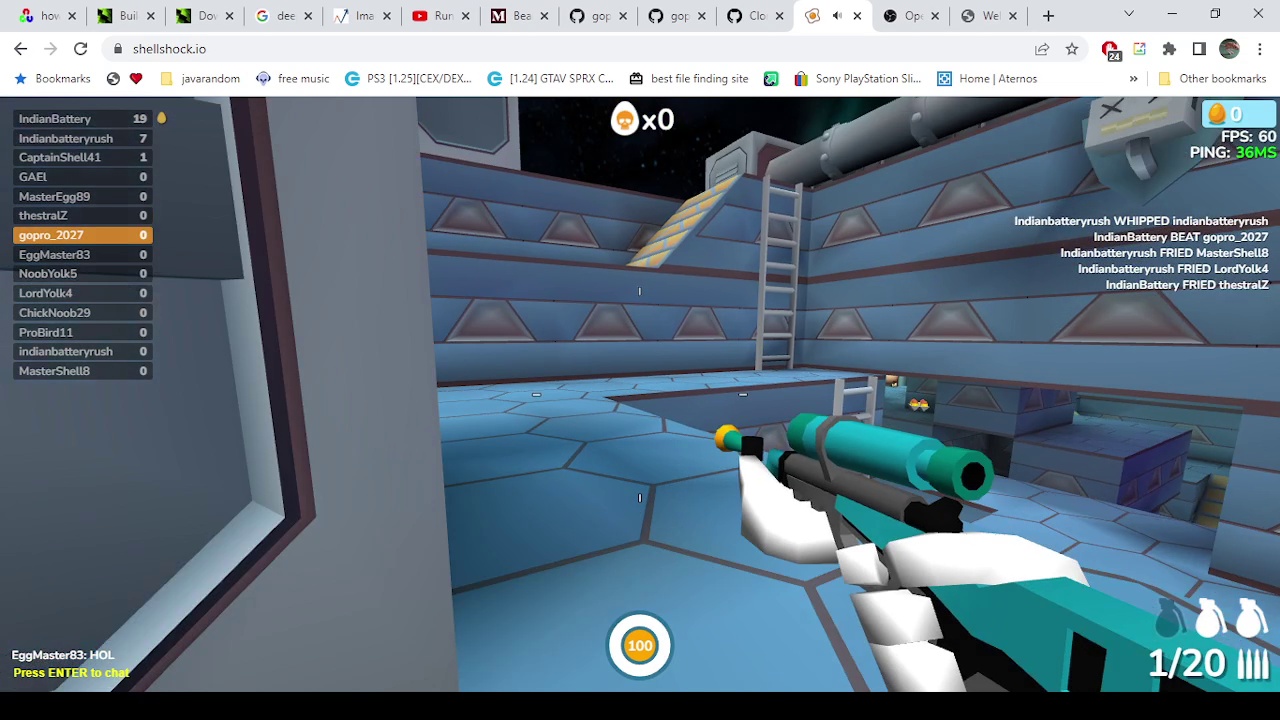 how
Buil
Dov
dee
Ima
Run
Bea
gop
gop
Clo
Ope
Wel
shellshock.io
24
Bookmarks
javarandom
free music
PS3 [1.25][CEX/DEX...
[1.24] GTAV SPRX C...
best file finding site
Sony PlayStation Sli...
Home | Aternos
»
Other bookmarks
IndianBattery 19
Indianbatteryrush 7
CaptainShell41 1
GAEl 0
MasterEgg89 0
thestralZ 0
gopro_2027 0
EggMaster83 0
NoobYolk5 0
LordYolk4 0
ChickNoob29 0
ProBird11 0
indianbatteryrush 0
MasterShell8 0
x0
0
FPS: 60
PING: 36MS
Indianbatteryrush WHIPPED indianbatteryrush
IndianBattery BEAT gopro_2027
Indianbatteryrush FRIED MasterShell8
Indianbatteryrush FRIED LordYolk4
IndianBattery FRIED thestralZ
EggMaster83: HOL
Press ENTER to chat
100
1/20